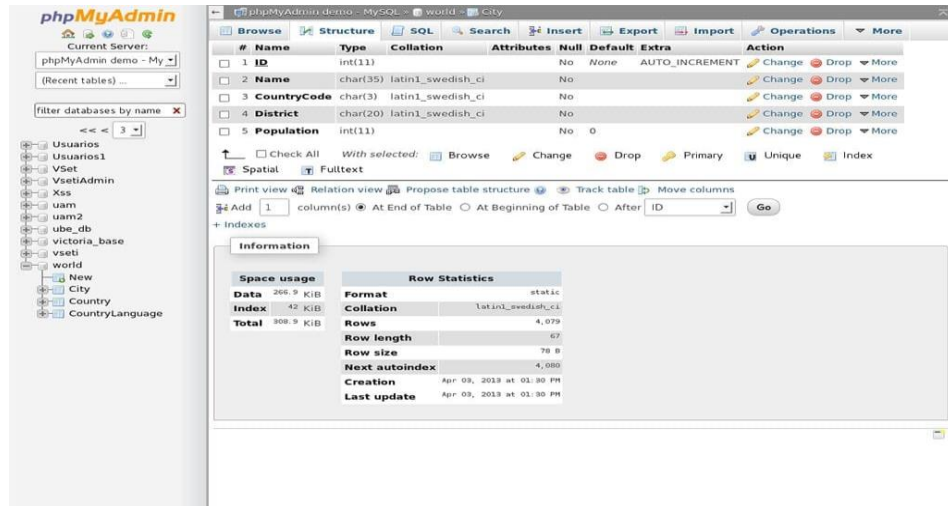 phpMyAdmin
Current Server:
phpMyAdmin demo - My
(Recent tables) ...
filter databases by name X
<< < 3
Usuarios
Usuarios1
VSet
VsetiAdmin
Xss
uam
uam2
ube_db
victoria_base
vseti
world
New
City
Country
CountryLanguage
phpMyAdmin demo - MySQL » world » City
Browse Structure SQL Search Insert Export Import Operations More
# Name Type Collation Attributes Null Default Extra Action
1 ID int(11) No None AUTO_INCREMENT Change Drop More
2 Name char(35) latin1_swedish_ci No Change Drop More
3 CountryCode char(3) latin1_swedish_ci No Change Drop More
4 District char(20) latin1_swedish_ci No Change Drop More
5 Population int(11) No 0 Change Drop More
Check All With selected: Browse Change Drop Primary Unique Index
Spatial Fulltext
Print view Relation view Propose table structure Track table Move columns
Add 1 column(s) At End of Table At Beginning of Table After ID Go
+ Indexes
Information
Space usage
Data 266.9 KiB
Index 42 KiB
Total 308.9 KiB
Row Statistics
Format static
Collation latin1_swedish_ci
Rows 4,079
Row length 67
Row size 78 B
Next autoindex 4,080
Creation Apr 03, 2013 at 01:30 PM
Last update Apr 03, 2013 at 01:30 PM